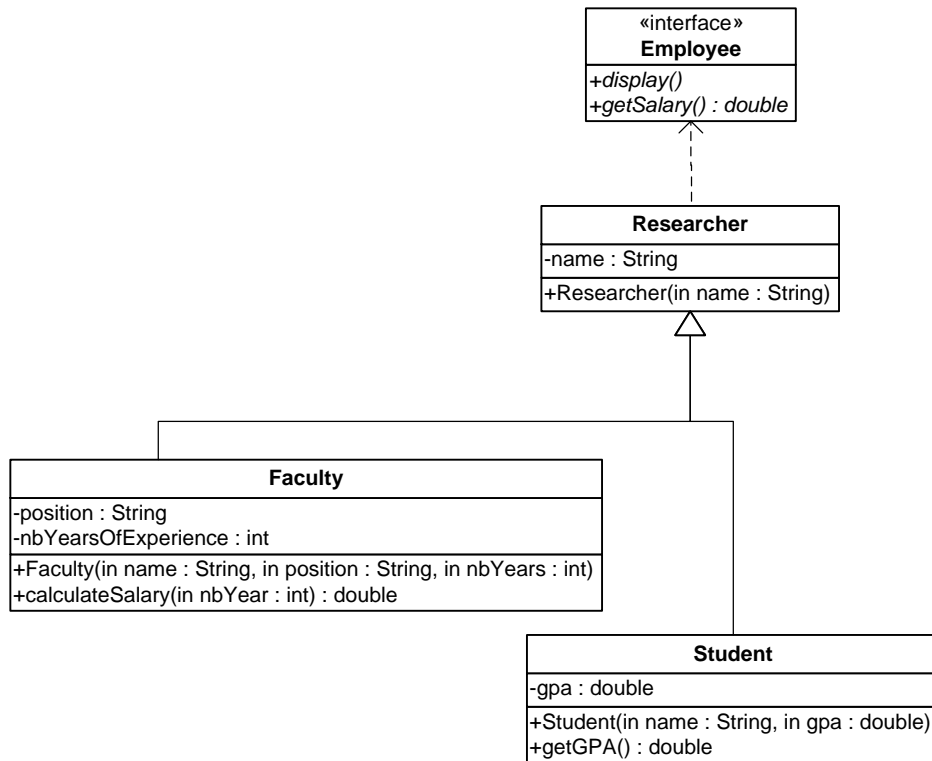 «interface»
Employee
+display()
+getSalary() : double
Researcher
-name : String
+Researcher(in name : String)
Faculty
-position : String
-nbYearsOfExperience : int
+Faculty(in name : String, in position : String, in nbYears : int)
+calculateSalary(in nbYear : int) : double
Student
-gpa : double
+Student(in name : String, in gpa : double)
+getGPA() : double